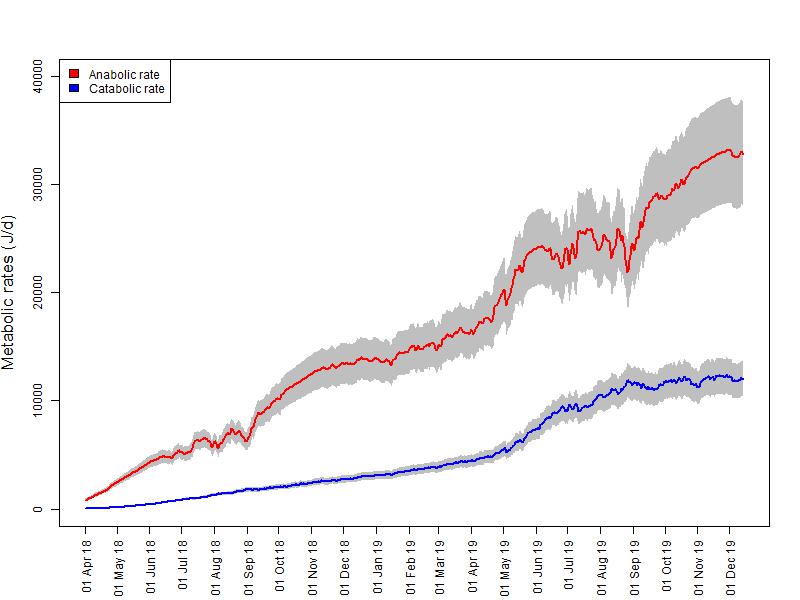 Anabolic rate
Catabolic rate
Metabolic rates (J/d)
40000
30000
20000
10000
0
01 Apr 18
01 May 18
01 Jun 18
01 Jul 18
01 Aug 18
01 Sep 18
01 Oct 18
01 Nov 18
01 Dec 18
01 Jan 19
01 Feb 19
01 Mar 19
01 Apr 19
01 May 19
01 Jun 19
01 Jul 19
01 Aug 19
01 Sep 19
01 Oct 19
01 Nov 19
01 Dec 19